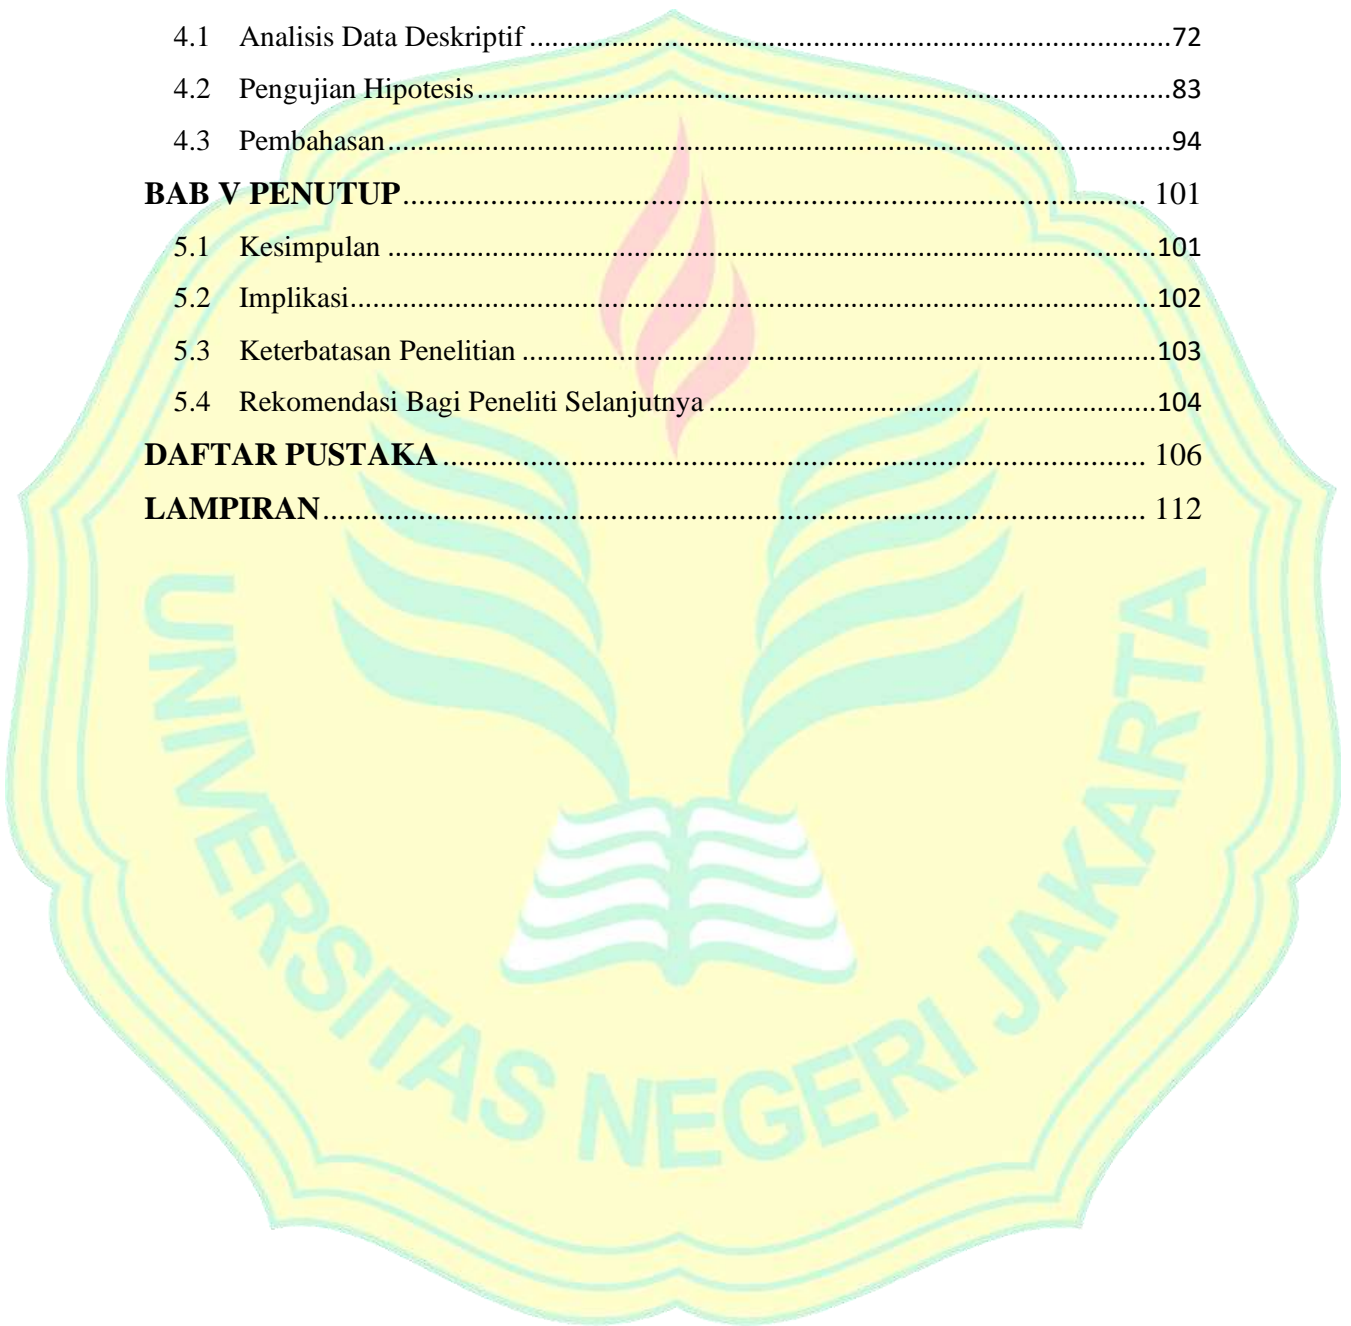 4.1 Analisis Data Deskriptif ........................................................................................72
4.2 Pengujian Hipotesis ...............................................................................................83
4.3 Pembahasan ...........................................................................................................94
BAB V PENUTUP ............................................................................................... 101
5.1 Kesimpulan ..........................................................................................................101
5.2 Implikasi ...............................................................................................................102
5.3 Keterbatasan Penelitian ........................................................................................103
5.4 Rekomendasi Bagi Peneliti Selanjutnya ..............................................................104
DAFTAR PUSTAKA .......................................................................................... 106
LAMPIRAN ......................................................................................................... 112
UNIVERSITAS NEGERI JAKARTA